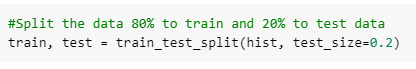 #Split the data 80% to train and 20% to test data
train, test = train_test_split(hist, test_size=0.2)